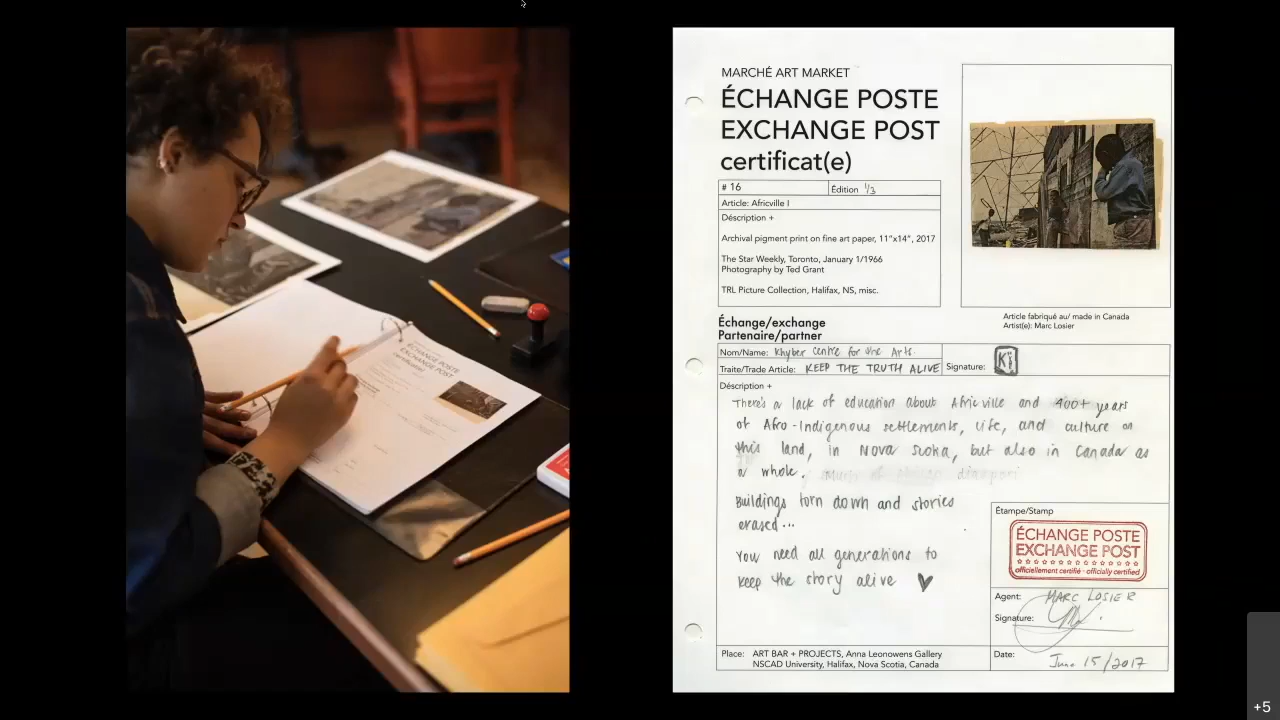 MARCHÉ ART MARKET
ÉCHANGE POSTE
EXCHANGE POST
certificat(e)
# 16
Édition 1/3
Article: Africville I
Déscription +
Archival pigment print on fine art paper, 11"x14", 2017
The Star Weekly, Toronto, January 1/1966
Photography by Ted Grant
TRL Picture Collection, Halifax, NS, misc.
Article fabriqué au/ made in Canada
Artist(e): Marc Losier
Échange/exchange
Partenaire/partner
Nom/Name: Khyber Centre for the Arts.
Traite/Trade Article: KEEP THE TRUTH ALIVE
Signature:
Déscription +
There's a lack of education about Africville and 400+ years
of Afro-Indigenous settlements, life, and culture on
this land, in Nova Scotia, but also in Canada as
a whole.
Buildings torn down and stories
erased...
You need all generations to
keep the story alive ♥
Étampe/Stamp
ÉCHANGE POSTE
EXCHANGE POST
officiellement certifié · officially certified
Agent: MARC LOSIER
Signature:
Place: ART BAR + PROJECTS, Anna Leonowens Gallery
NSCAD University, Halifax, Nova Scotia, Canada
Date: June 15/2017
ÉCHANGE POSTE
EXCHANGE POST
certificat(e)
+5